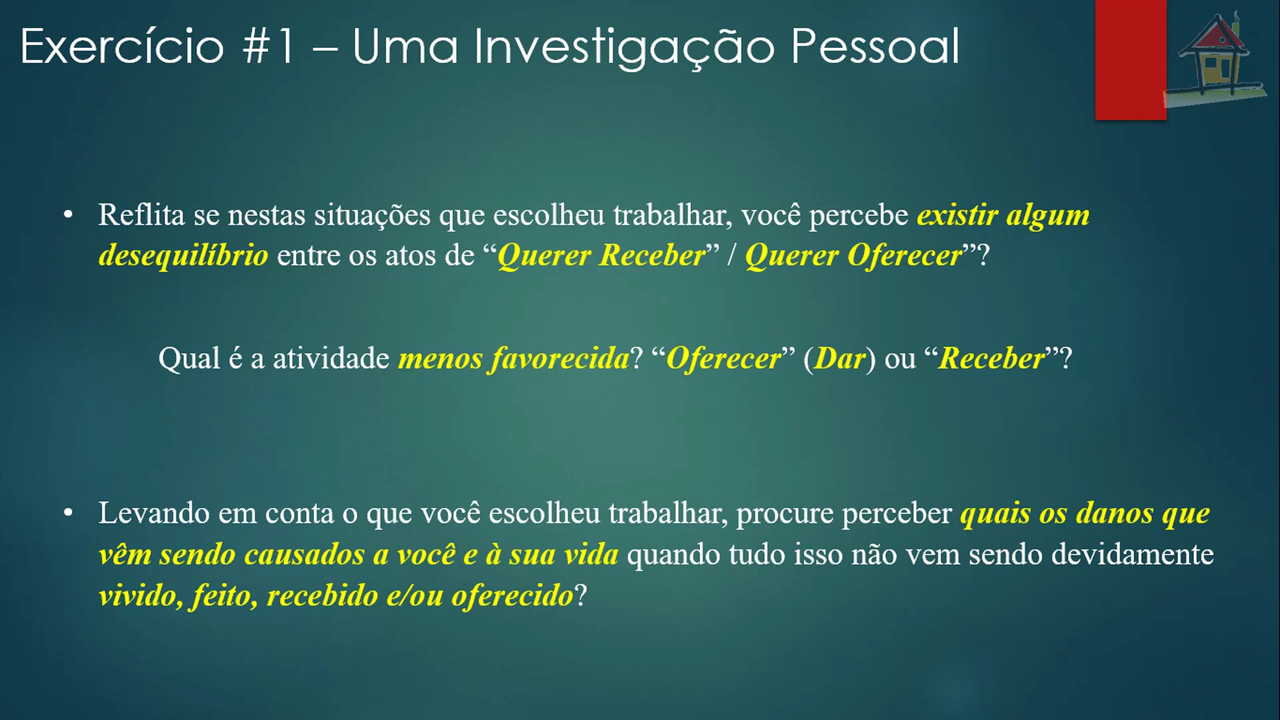 Exercício #1 – Uma Investigação Pessoal
• Reflita se nestas situações que escolheu trabalhar, você percebe existir algum
desequilíbrio entre os atos de “Querer Receber” / Querer Oferecer”?
Qual é a atividade menos favorecida? “Oferecer” (Dar) ou “Receber”?
• Levando em conta o que você escolheu trabalhar, procure perceber quais os danos que
vêm sendo causados a você e à sua vida quando tudo isso não vem sendo devidamente
vivido, feito, recebido e/ou oferecido?